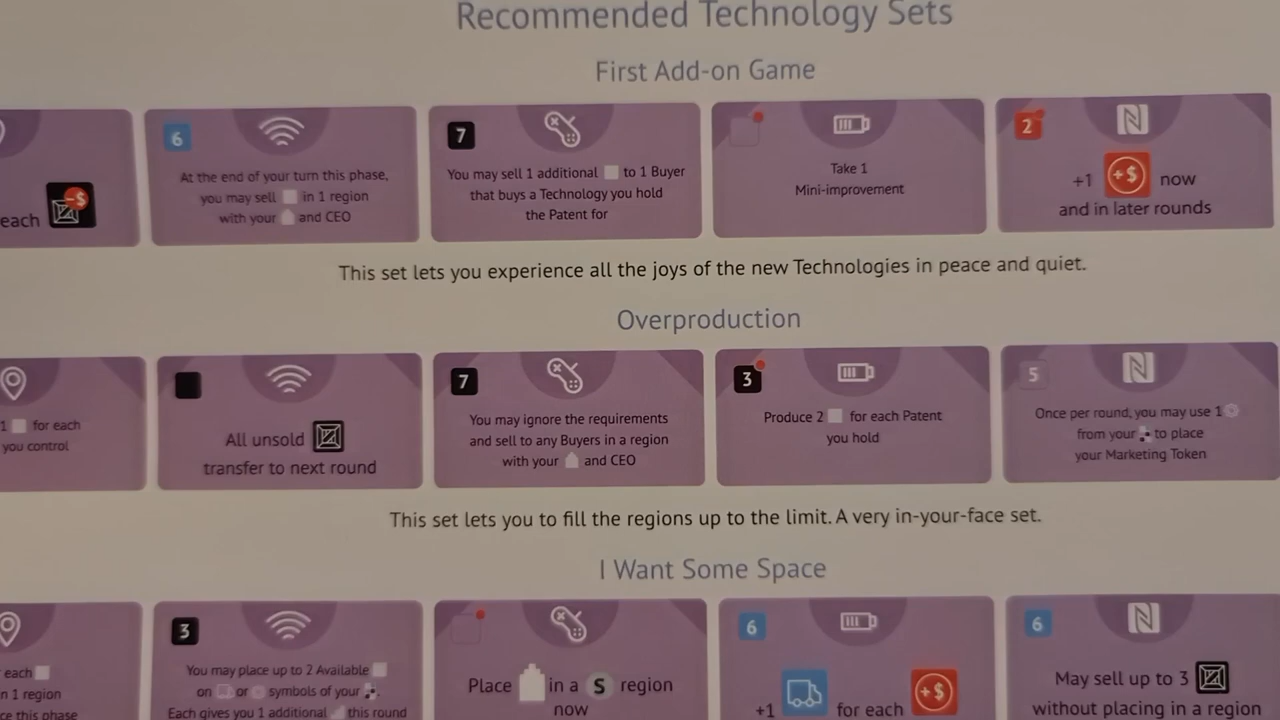 Recommended Technology Sets
First Add-on Game
each
-$
6
At the end of your turn this phase,
you may sell in 1 region
with your and CEO
7
You may sell 1 additional to 1 Buyer
that buys a Technology you hold
the Patent for
Take 1
Mini-improvement
2
+1 +$ now
and in later rounds
This set lets you experience all the joys of the new Technologies in peace and quiet.
Overproduction
1 for each
you control
All unsold
transfer to next round
7
You may ignore the requirements
and sell to any Buyers in a region
with your and CEO
3
Produce 2 for each Patent
you hold
5
Once per round, you may use 1
from your to place
your Marketing Token
This set lets you to fill the regions up to the limit. A very in-your-face set.
I Want Some Space
each
n 1 region
ce this phase
3
You may place up to 2 Available
on or symbols of your .
Each gives you 1 additional this round
Place in a S region
now
6
+1 for each +$
6
May sell up to 3
without placing in a region